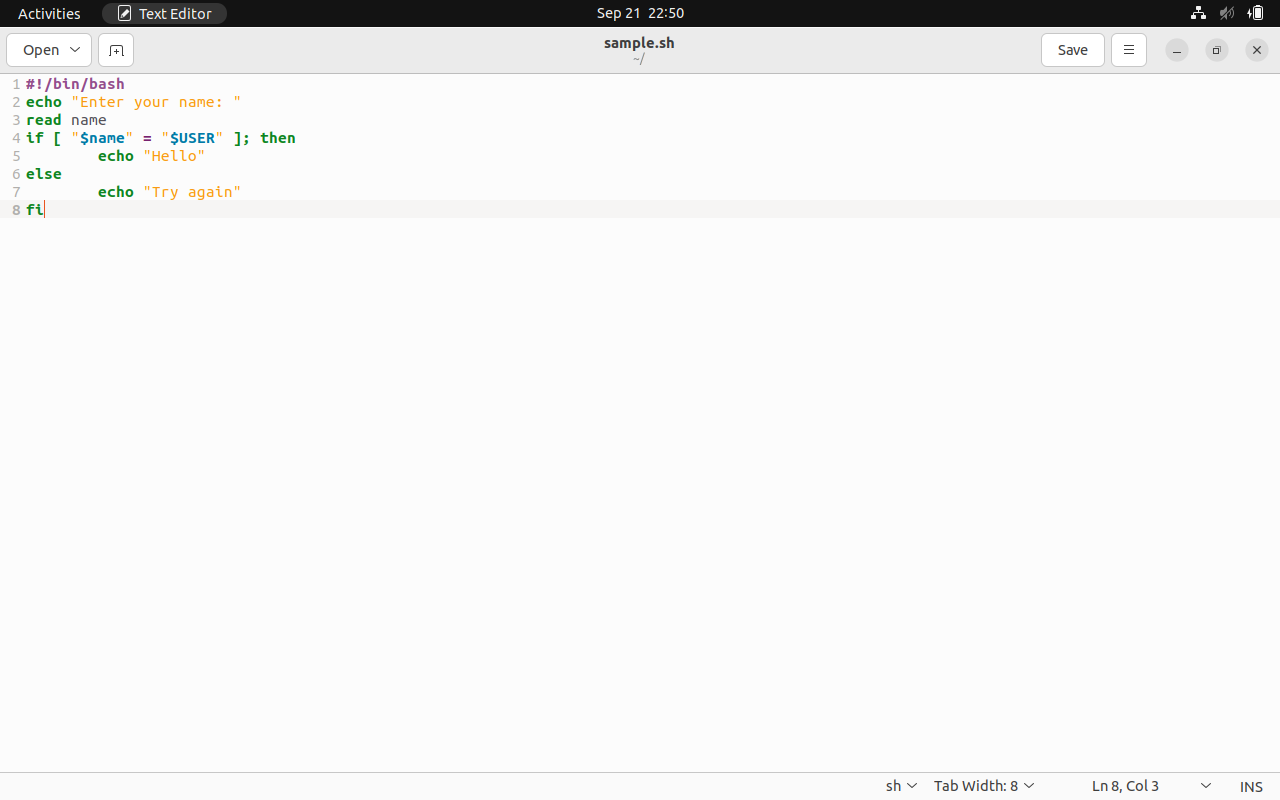 Activities Text Editor Sep 21 22:50
Open sample.sh Save
~/
1 #!/bin/bash
2 echo "Enter your name: "
3 read name
4 if [ "$name" = "$USER" ]; then
5         echo "Hello"
6 else
7         echo "Try again"
8 fi
sh Tab Width: 8 Ln 8, Col 3 INS